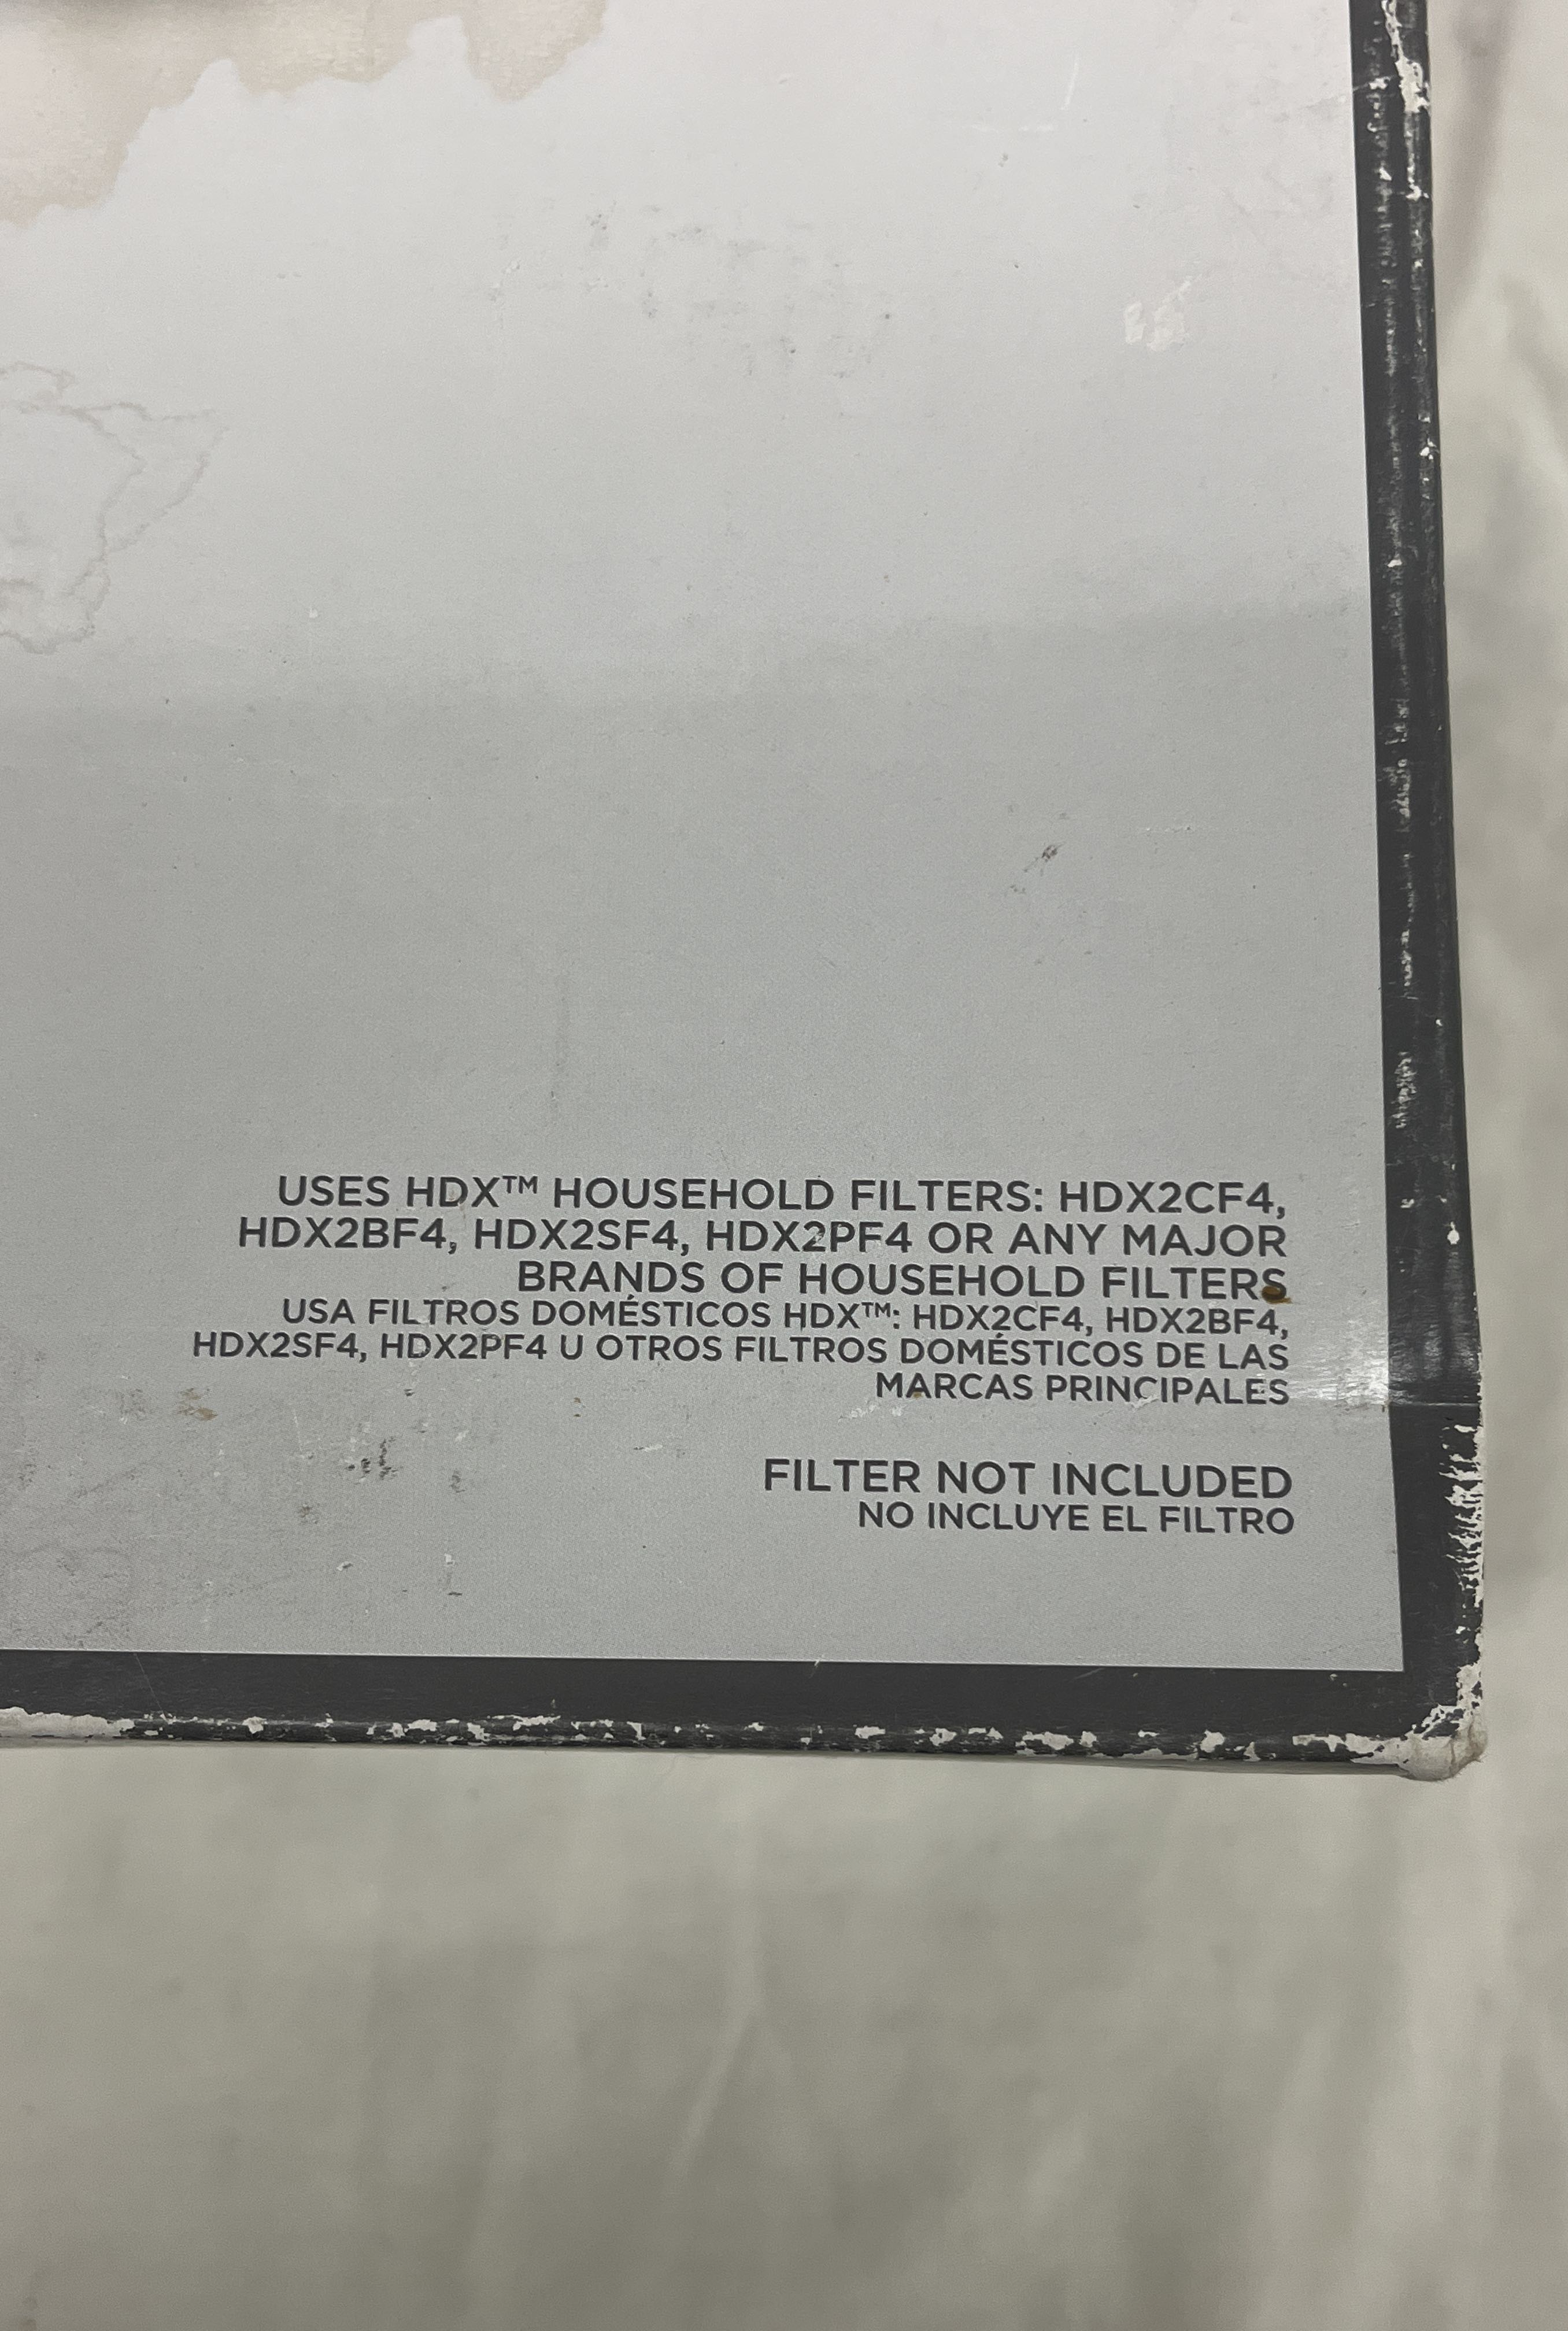 USES HDX™ HOUSEHOLD FILTERS: HDX2CF4,
HDX2BF4, HDX2SF4, HDX2PF4 OR ANY MAJOR
BRANDS OF HOUSEHOLD FILTERS
USA FILTROS DOMÉSTICOS HDX™: HDX2CF4, HDX2BF4,
HDX2SF4, HDX2PF4 U OTROS FILTROS DOMÉSTICOS DE LAS
MARCAS PRINCIPALES
FILTER NOT INCLUDED
NO INCLUYE EL FILTRO